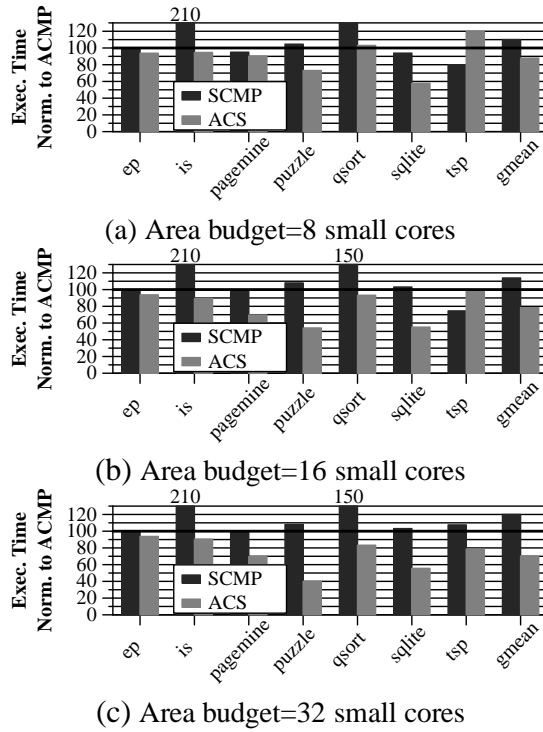 210
120
100
80
60
40
20
0
Exec. Time
Norm. to ACMP
SCMP
ACS
ep
is
pagemine
puzzle
qsort
sqlite
tsp
gmean
(a) Area budget=8 small cores
210
150
120
100
80
60
40
20
0
Exec. Time
Norm. to ACMP
SCMP
ACS
ep
is
pagemine
puzzle
qsort
sqlite
tsp
gmean
(b) Area budget=16 small cores
210
150
120
100
80
60
40
20
0
Exec. Time
Norm. to ACMP
SCMP
ACS
ep
is
pagemine
puzzle
qsort
sqlite
tsp
gmean
(c) Area budget=32 small cores